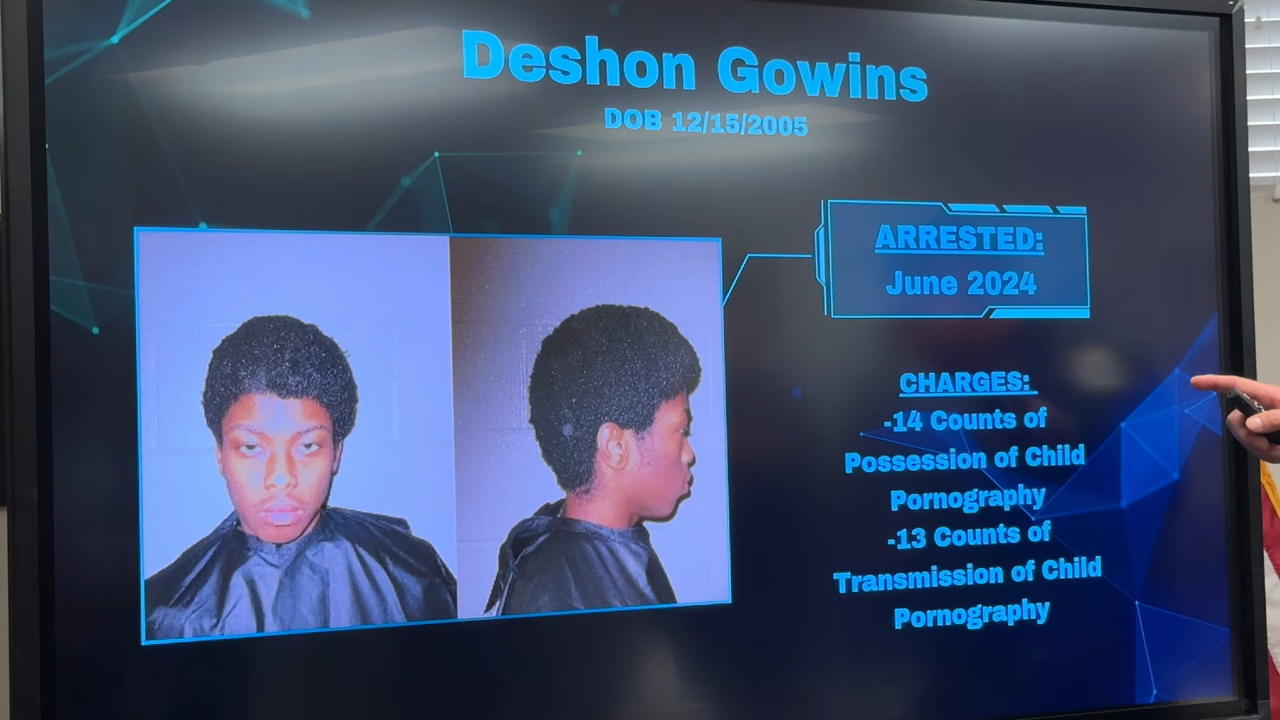 Deshon Gowins
DOB 12/15/2005
ARRESTED:
June 2024
CHARGES:
-14 Counts of
Possession of Child
Pornography
-13 Counts of
Transmission of Child
Pornography